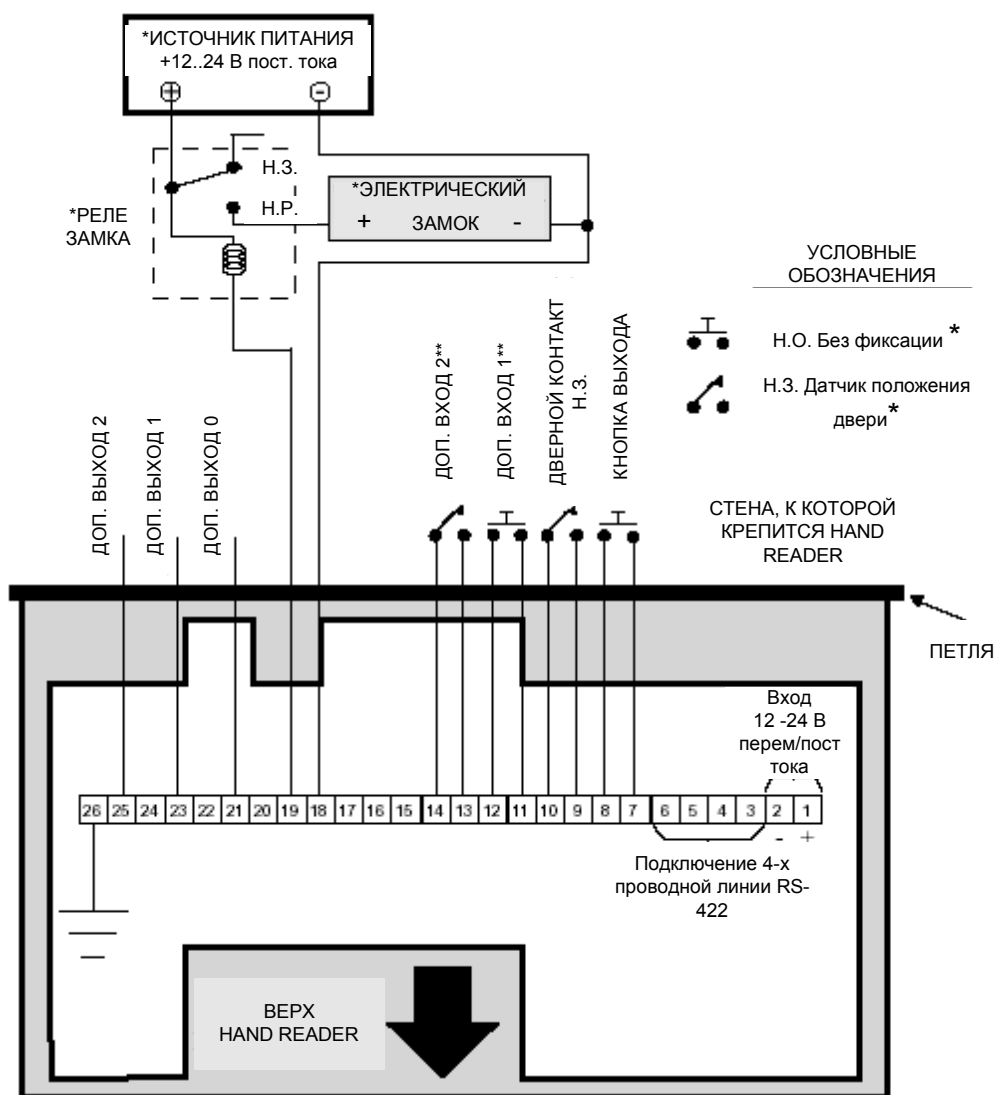 *ИСТОЧНИК ПИТАНИЯ
+12..24 В пост. тока
+ -
Н.З.
Н.Р.
*РЕЛЕ
ЗАМКА
*ЭЛЕКТРИЧЕСКИЙ
+ ЗАМОК -
УСЛОВНЫЕ
ОБОЗНАЧЕНИЯ
Н.О. Без фиксации *
Н.З. Датчик положения
двери*
ДОП. ВЫХОД 2
ДОП. ВЫХОД 1
ДОП. ВЫХОД 0
ДОП. ВХОД 2**
ДОП. ВХОД 1**
ДВЕРНОЙ КОНТАКТ
Н.З.
КНОПКА ВЫХОДА
СТЕНА, К КОТОРОЙ
КРЕПИТСЯ HAND
READER
ПЕТЛЯ
Вход
12 -24 В
перем/пост
тока
26 25 24 23 22 21 20 19 18 17 16 15 14 13 12 11 10 9 8 7 6 5 4 3 2 1
- +
Подключение 4-х
проводной линии RS-
422
ВЕРХ
HAND READER